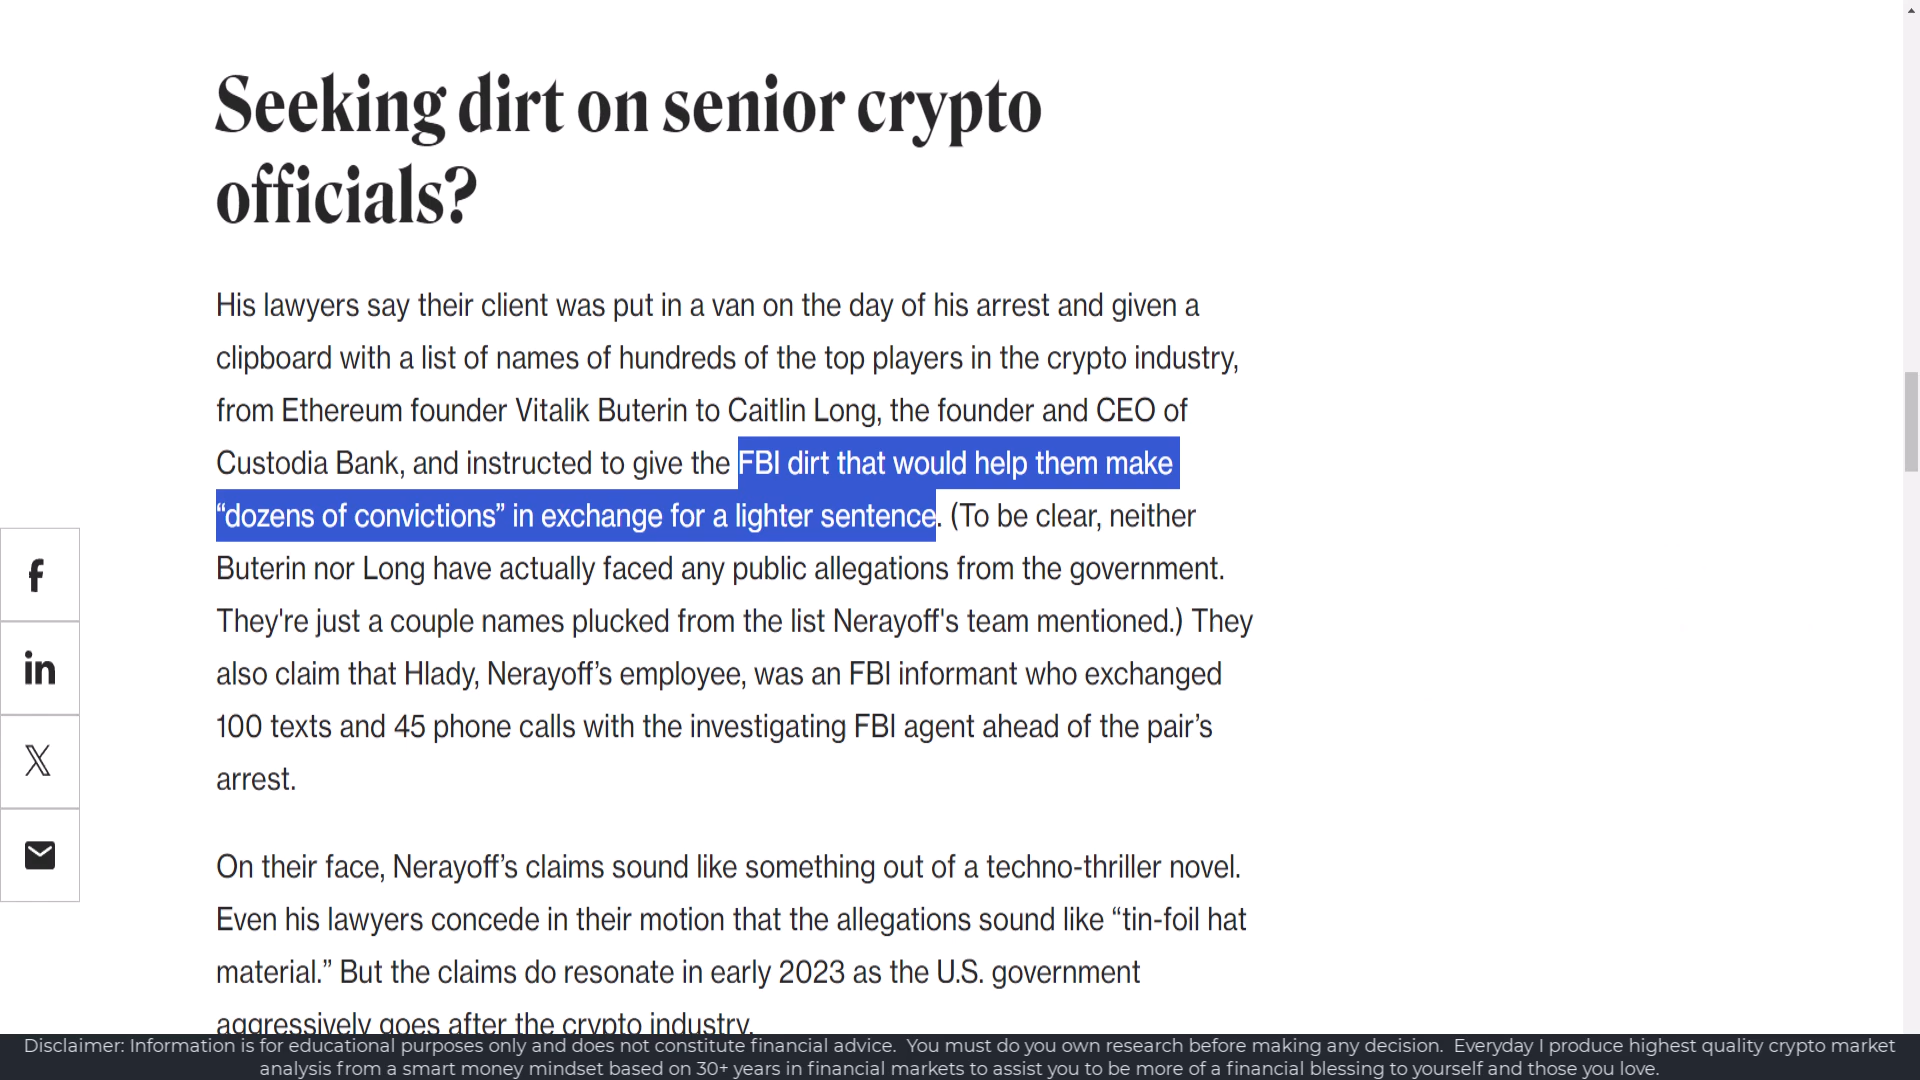 Seeking dirt on senior crypto
officials?
His lawyers say their client was put in a van on the day of his arrest and given a
clipboard with a list of names of hundreds of the top players in the crypto industry,
from Ethereum founder Vitalik Buterin to Caitlin Long, the founder and CEO of
Custodia Bank, and instructed to give the FBI dirt that would help them make
“dozens of convictions” in exchange for a lighter sentence. (To be clear, neither
Buterin nor Long have actually faced any public allegations from the government.
They're just a couple names plucked from the list Nerayoff's team mentioned.) They
also claim that Hlady, Nerayoff’s employee, was an FBI informant who exchanged
100 texts and 45 phone calls with the investigating FBI agent ahead of the pair’s
arrest.
On their face, Nerayoff’s claims sound like something out of a techno-thriller novel.
Even his lawyers concede in their motion that the allegations sound like “tin-foil hat
material.” But the claims do resonate in early 2023 as the U.S. government
aggressively goes after the crypto industry.
Disclaimer: Information is for educational purposes only and does not constitute financial advice.  You must do you own research before making any decision.  Everyday I produce highest quality crypto market
analysis from a smart money mindset based on 30+ years in financial markets to assist you to be more of a financial blessing to yourself and those you love.